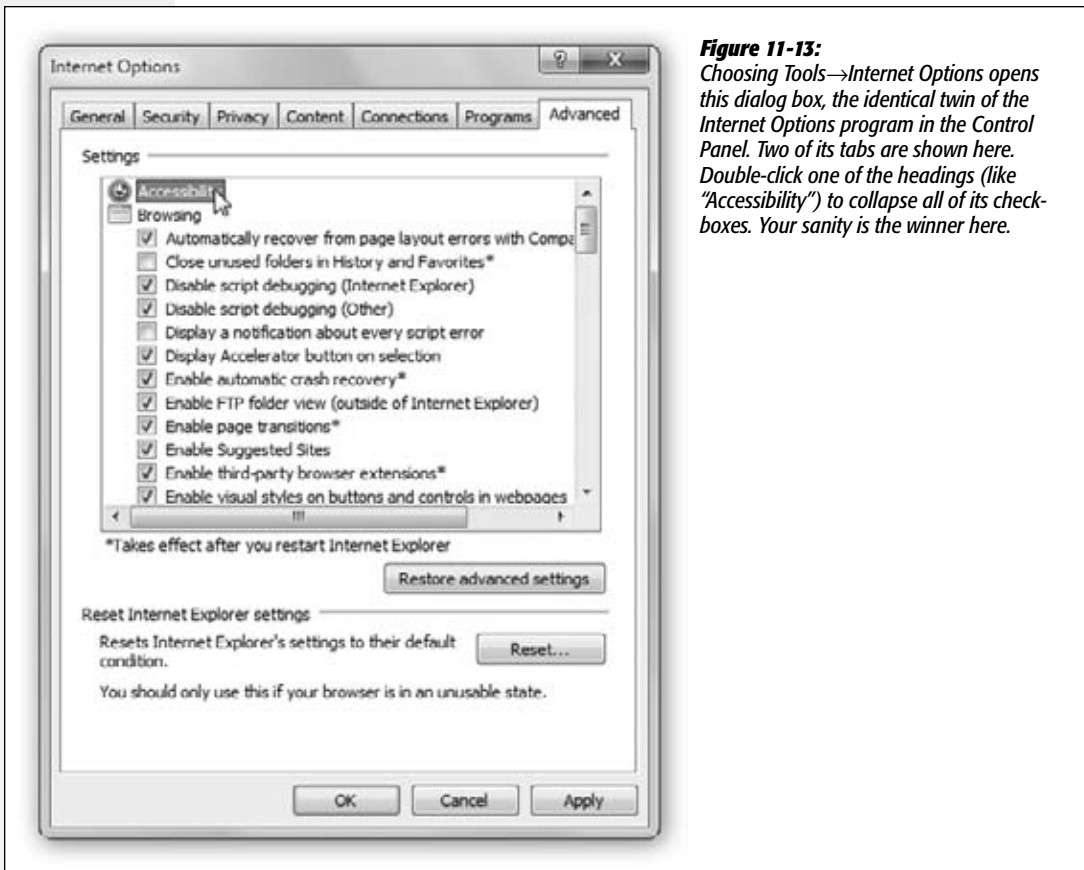 Internet Options
General Security Privacy Content Connections Programs Advanced
Settings
Accessibility
Browsing
Automatically recover from page layout errors with Compa
Close unused folders in History and Favorites*
Disable script debugging (Internet Explorer)
Disable script debugging (Other)
Display a notification about every script error
Display Accelerator button on selection
Enable automatic crash recovery*
Enable FTP folder view (outside of Internet Explorer)
Enable page transitions*
Enable Suggested Sites
Enable third-party browser extensions*
Enable visual styles on buttons and controls in webpages
*Takes effect after you restart Internet Explorer
Restore advanced settings
Reset Internet Explorer settings
Resets Internet Explorer's settings to their default
condition.
Reset...
You should only use this if your browser is in an unusable state.
OK Cancel Apply
Figure 11-13:
Choosing Tools→Internet Options opens
this dialog box, the identical twin of the
Internet Options program in the Control
Panel. Two of its tabs are shown here.
Double-click one of the headings (like
“Accessibility”) to collapse all of its check-
boxes. Your sanity is the winner here.